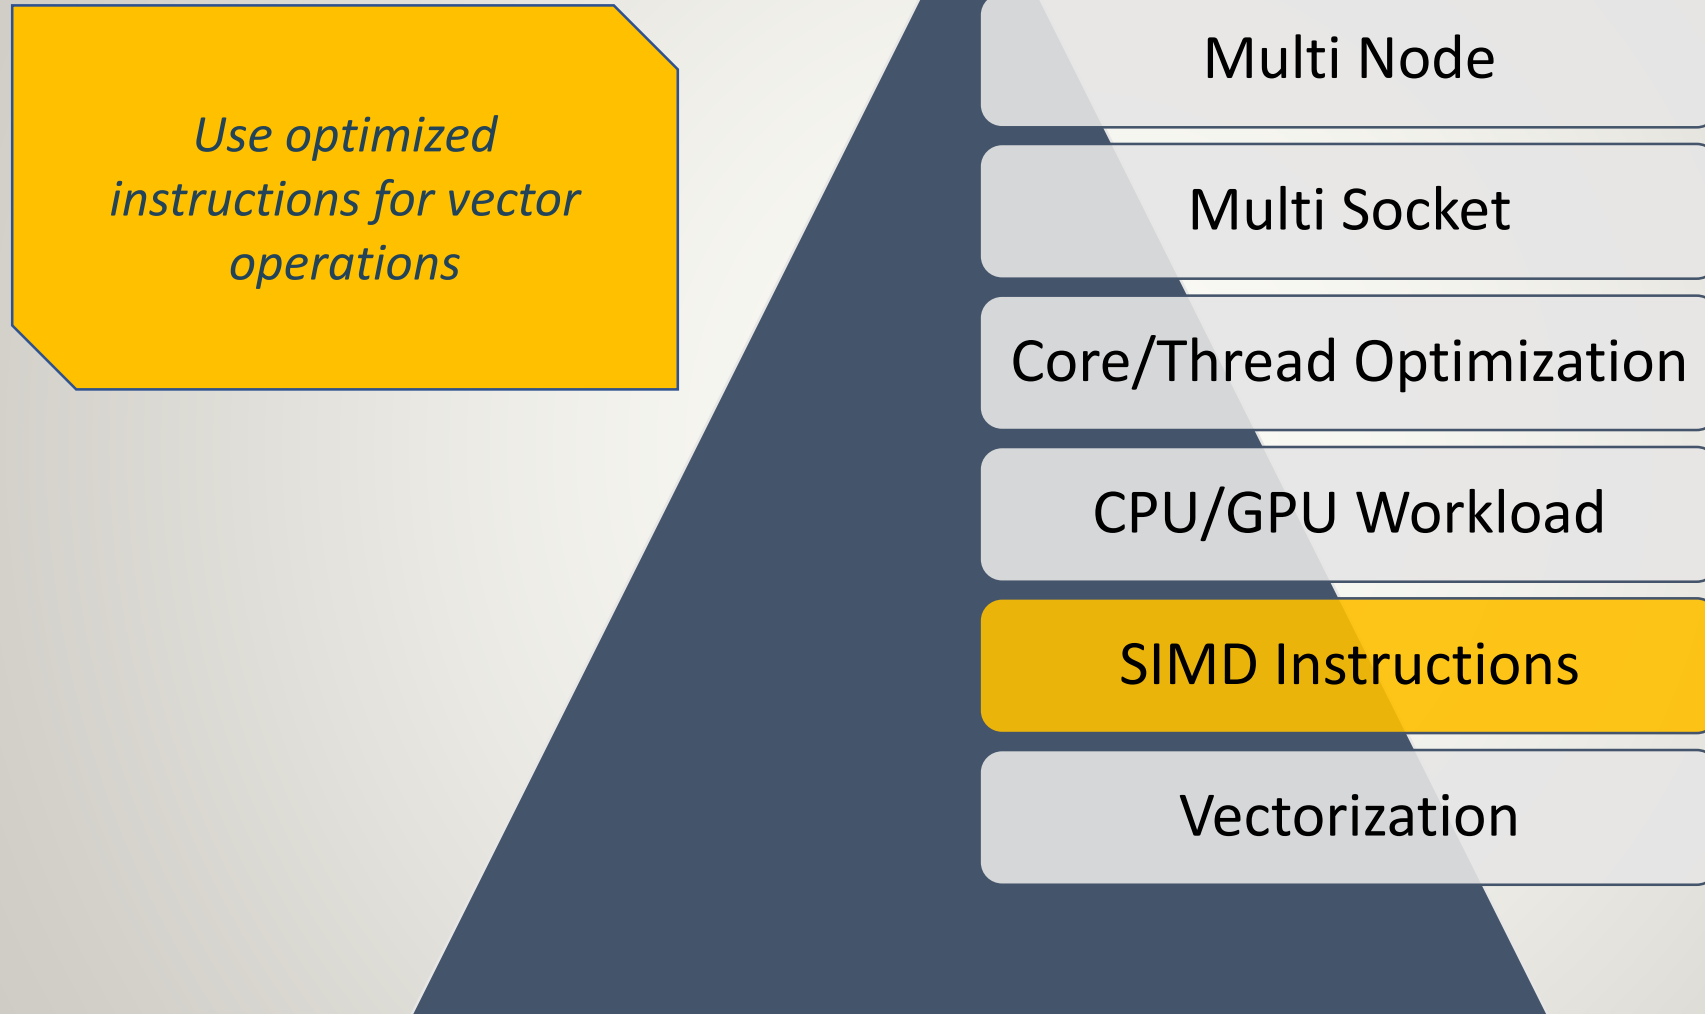 Use optimized
instructions for vector
operations
Multi Node
Multi Socket
Core/Thread Optimization
CPU/GPU Workload
SIMD Instructions
Vectorization